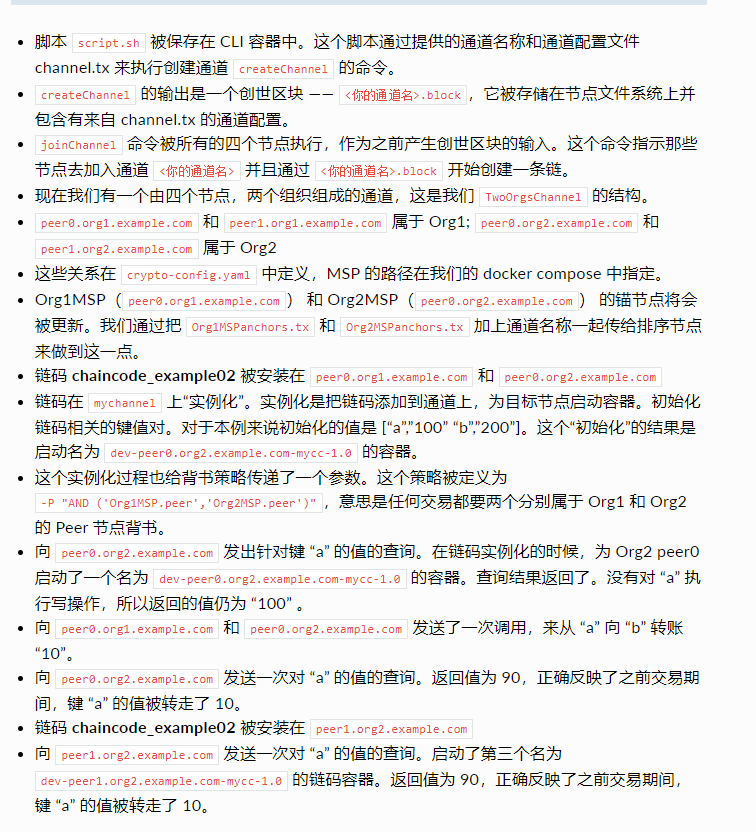 • 脚本 script.sh 被保存在 CLI 容器中。这个脚本通过提供的通道名称和通道配置文件
channel.tx 来执行创建通道 createChannel 的命令。
• createChannel 的输出是一个创世区块 —— <你的通道名>.block，它被存储在节点文件系统上并
包含有来自 channel.tx 的通道配置。
• joinChannel 命令被所有的四个节点执行，作为之前产生创世区块的输入。这个命令指示那些
节点去加入通道 <你的通道名> 并且通过 <你的通道名>.block 开始创建一条链。
• 现在我们有一个由四个节点，两个组织组成的通道，这是我们 TwoOrgsChannel 的结构。
• peer0.org1.example.com 和 peer1.org1.example.com 属于 Org1; peer0.org2.example.com 和
peer1.org2.example.com 属于 Org2
• 这些关系在 crypto-config.yaml 中定义，MSP 的路径在我们的 docker compose 中指定。
• Org1MSP（peer0.org1.example.com） 和 Org2MSP（peer0.org2.example.com） 的锚节点将会
被更新。我们通过把 Org1MSPanchors.tx 和 Org2MSPanchors.tx 加上通道名称一起传给排序节点
来做到这一点。
• 链码 chaincode_example02 被安装在 peer0.org1.example.com 和 peer0.org2.example.com
• 链码在 mychannel 上“实例化”。实例化是把链码添加到通道上，为目标节点启动容器。初始化
链码相关的键值对。对于本例来说初始化的值是 [“a”,”100” “b”,”200”]。这个“初始化”的结果是
启动名为 dev-peer0.org2.example.com-mycc-1.0 的容器。
• 这个实例化过程也给背书策略传递了一个参数。这个策略被定义为
-P "AND ('Org1MSP.peer','Org2MSP.peer')"，意思是任何交易都要两个分别属于 Org1 和 Org2
的 Peer 节点背书。
• 向 peer0.org2.example.com 发出针对键 “a” 的值的查询。在链码实例化的时候，为 Org2 peer0
启动了一个名为 dev-peer0.org2.example.com-mycc-1.0 的容器。查询结果返回了。没有对 “a” 执
行写操作，所以返回的值仍为 “100” 。
• 向 peer0.org1.example.com 和 peer0.org2.example.com 发送了一次调用，来从 “a” 向 “b” 转账
“10”。
• 向 peer0.org2.example.com 发送一次对 “a” 的值的查询。返回值为 90，正确反映了之前交易期
间，键 “a” 的值被转走了 10。
• 链码 chaincode_example02 被安装在 peer1.org2.example.com
• 向 peer1.org2.example.com 发送一次对 “a” 的值的查询。启动了第三个名为
dev-peer1.org2.example.com-mycc-1.0 的链码容器。返回值为 90，正确反映了之前交易期间，
键 “a” 的值被转走了 10。